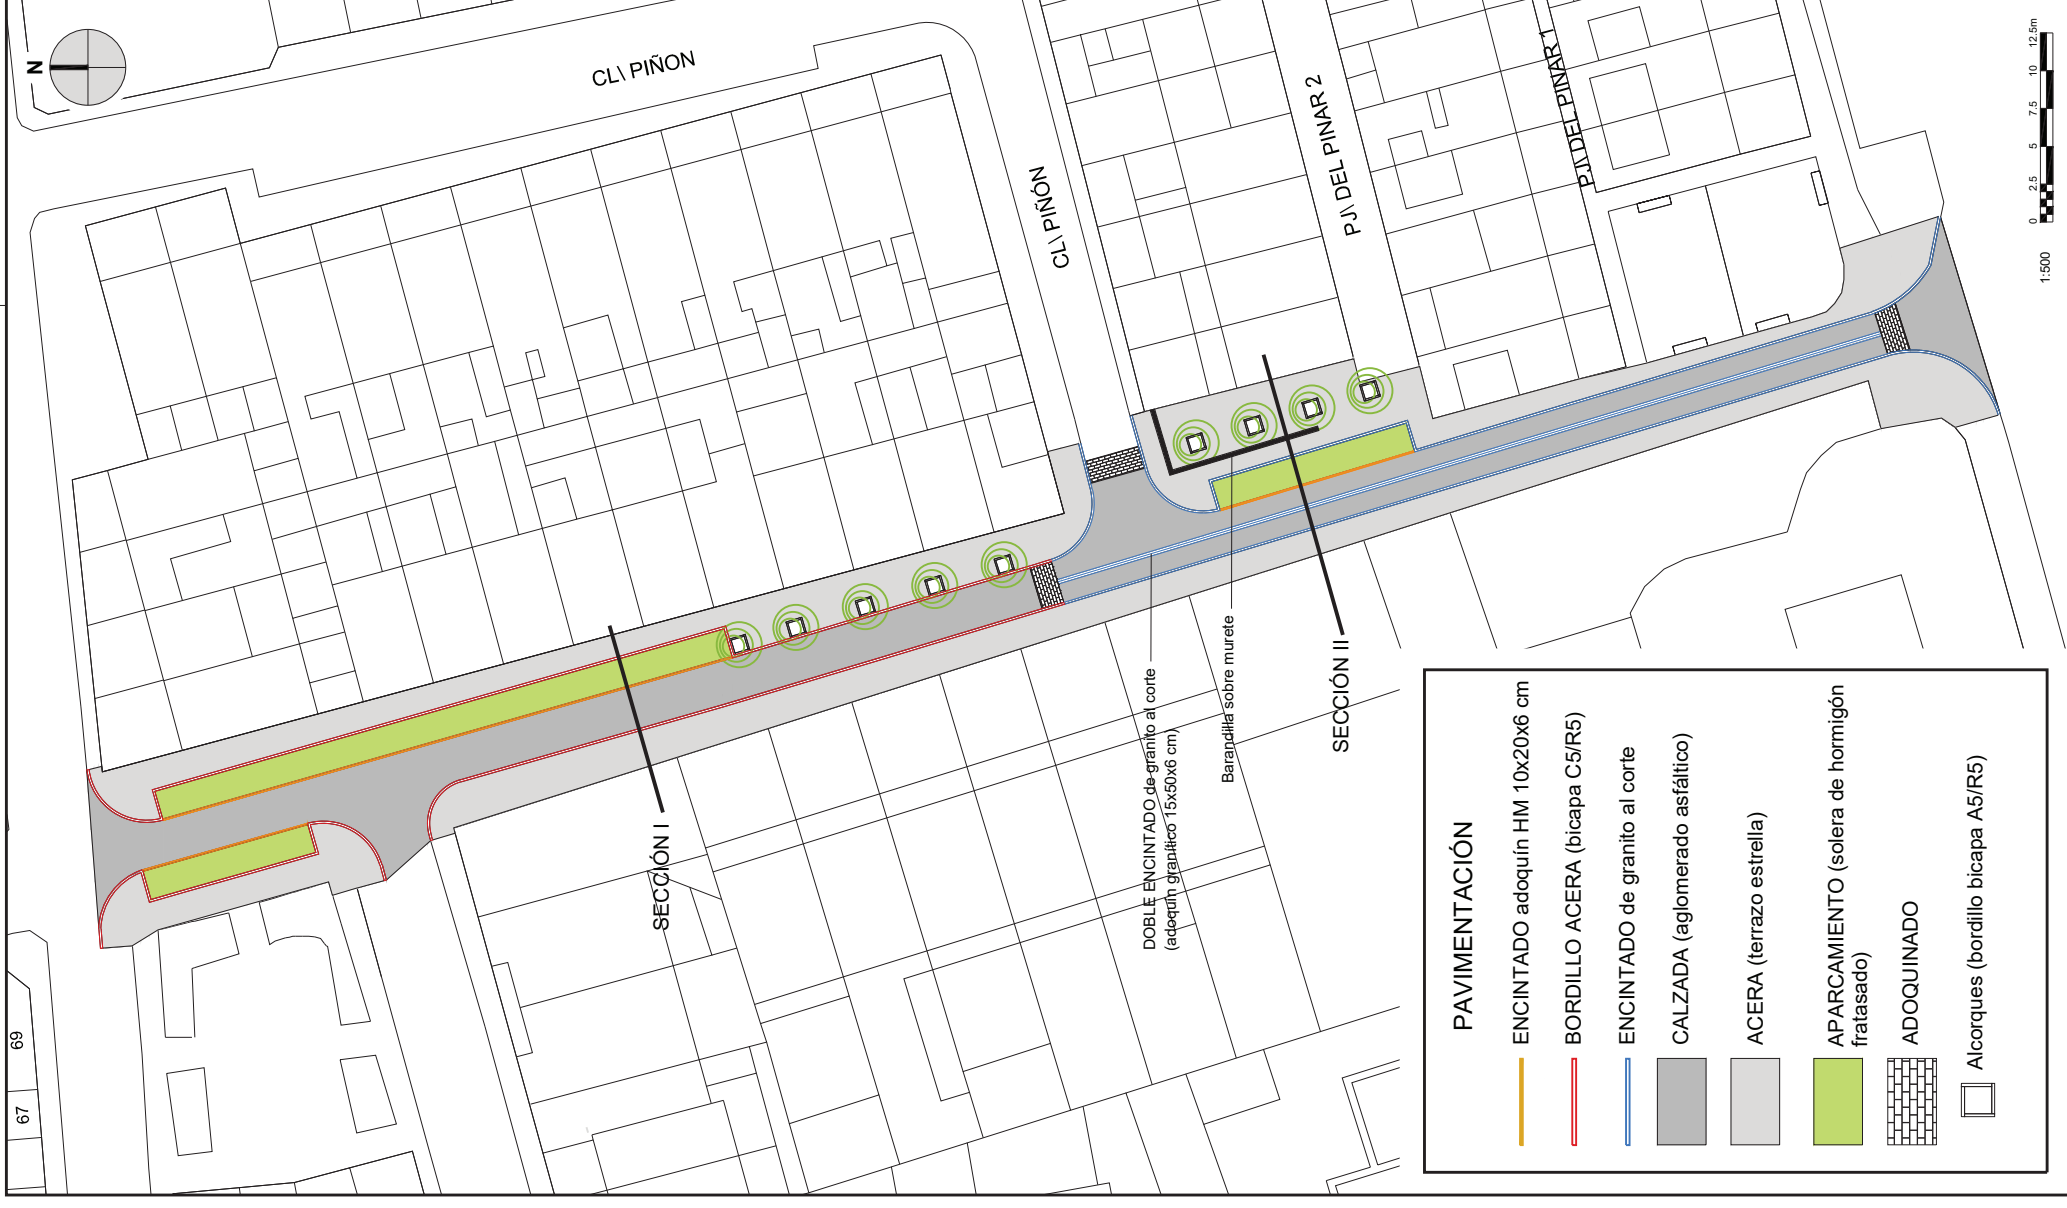 N
CL\ PIÑON
CL\ PIÑÓN
PJ\ DEL PINAR 2
PJ\ DEL PINAR 1
0 2.5 5 7.5 10 12.5m
1:500
69
67
SECCIÓN I
SECCIÓN II
DOBLE ENCINTADO de granito al corte
(adoquín granítico 15x50x6 cm)
Barandilla sobre murete
PAVIMENTACIÓN
ENCINTADO adoquín HM 10x20x6 cm
BORDILLO ACERA (bicapa C5/R5)
ENCINTADO de granito al corte
CALZADA (aglomerado asfáltico)
ACERA (terrazo estrella)
APARCAMIENTO (solera de hormigón
fratasado)
ADOQUINADO
Alcorques (bordillo bicapa A5/R5)